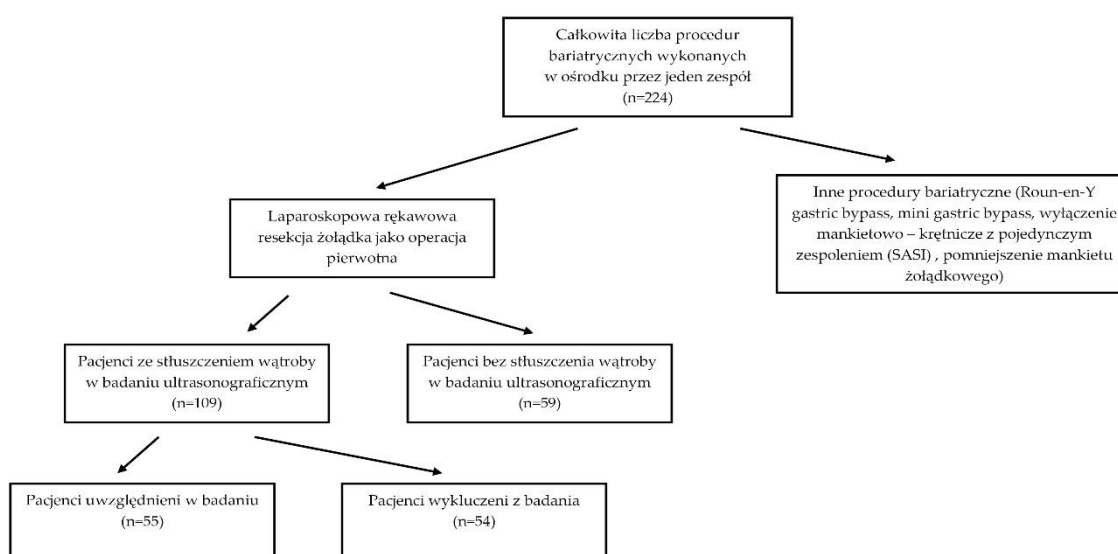 Całkowita liczba procedur
bariatrycznych wykonanych
w ośrodku przez jeden zespół
(n=224)
Laparoskopowa rękawowa
resekcja żołądka jako operacja
pierwotna
Inne procedury bariatryczne (Roun-en-Y
gastric bypass, mini gastric bypass, wyłączenie
mankietowo – krętnicze z pojedynczym
zespoleniem (SASI) , pomniejszenie mankietu
żołądkowego)
Pacjenci ze stłuszczeniem wątroby
w badaniu ultrasonograficznym
(n=109)
Pacjenci bez stłuszczenia wątroby
w badaniu ultrasonograficznym
(n=59)
Pacjenci uwzględnieni w badaniu
(n=55)
Pacjenci wykluczeni z badania
(n=54)